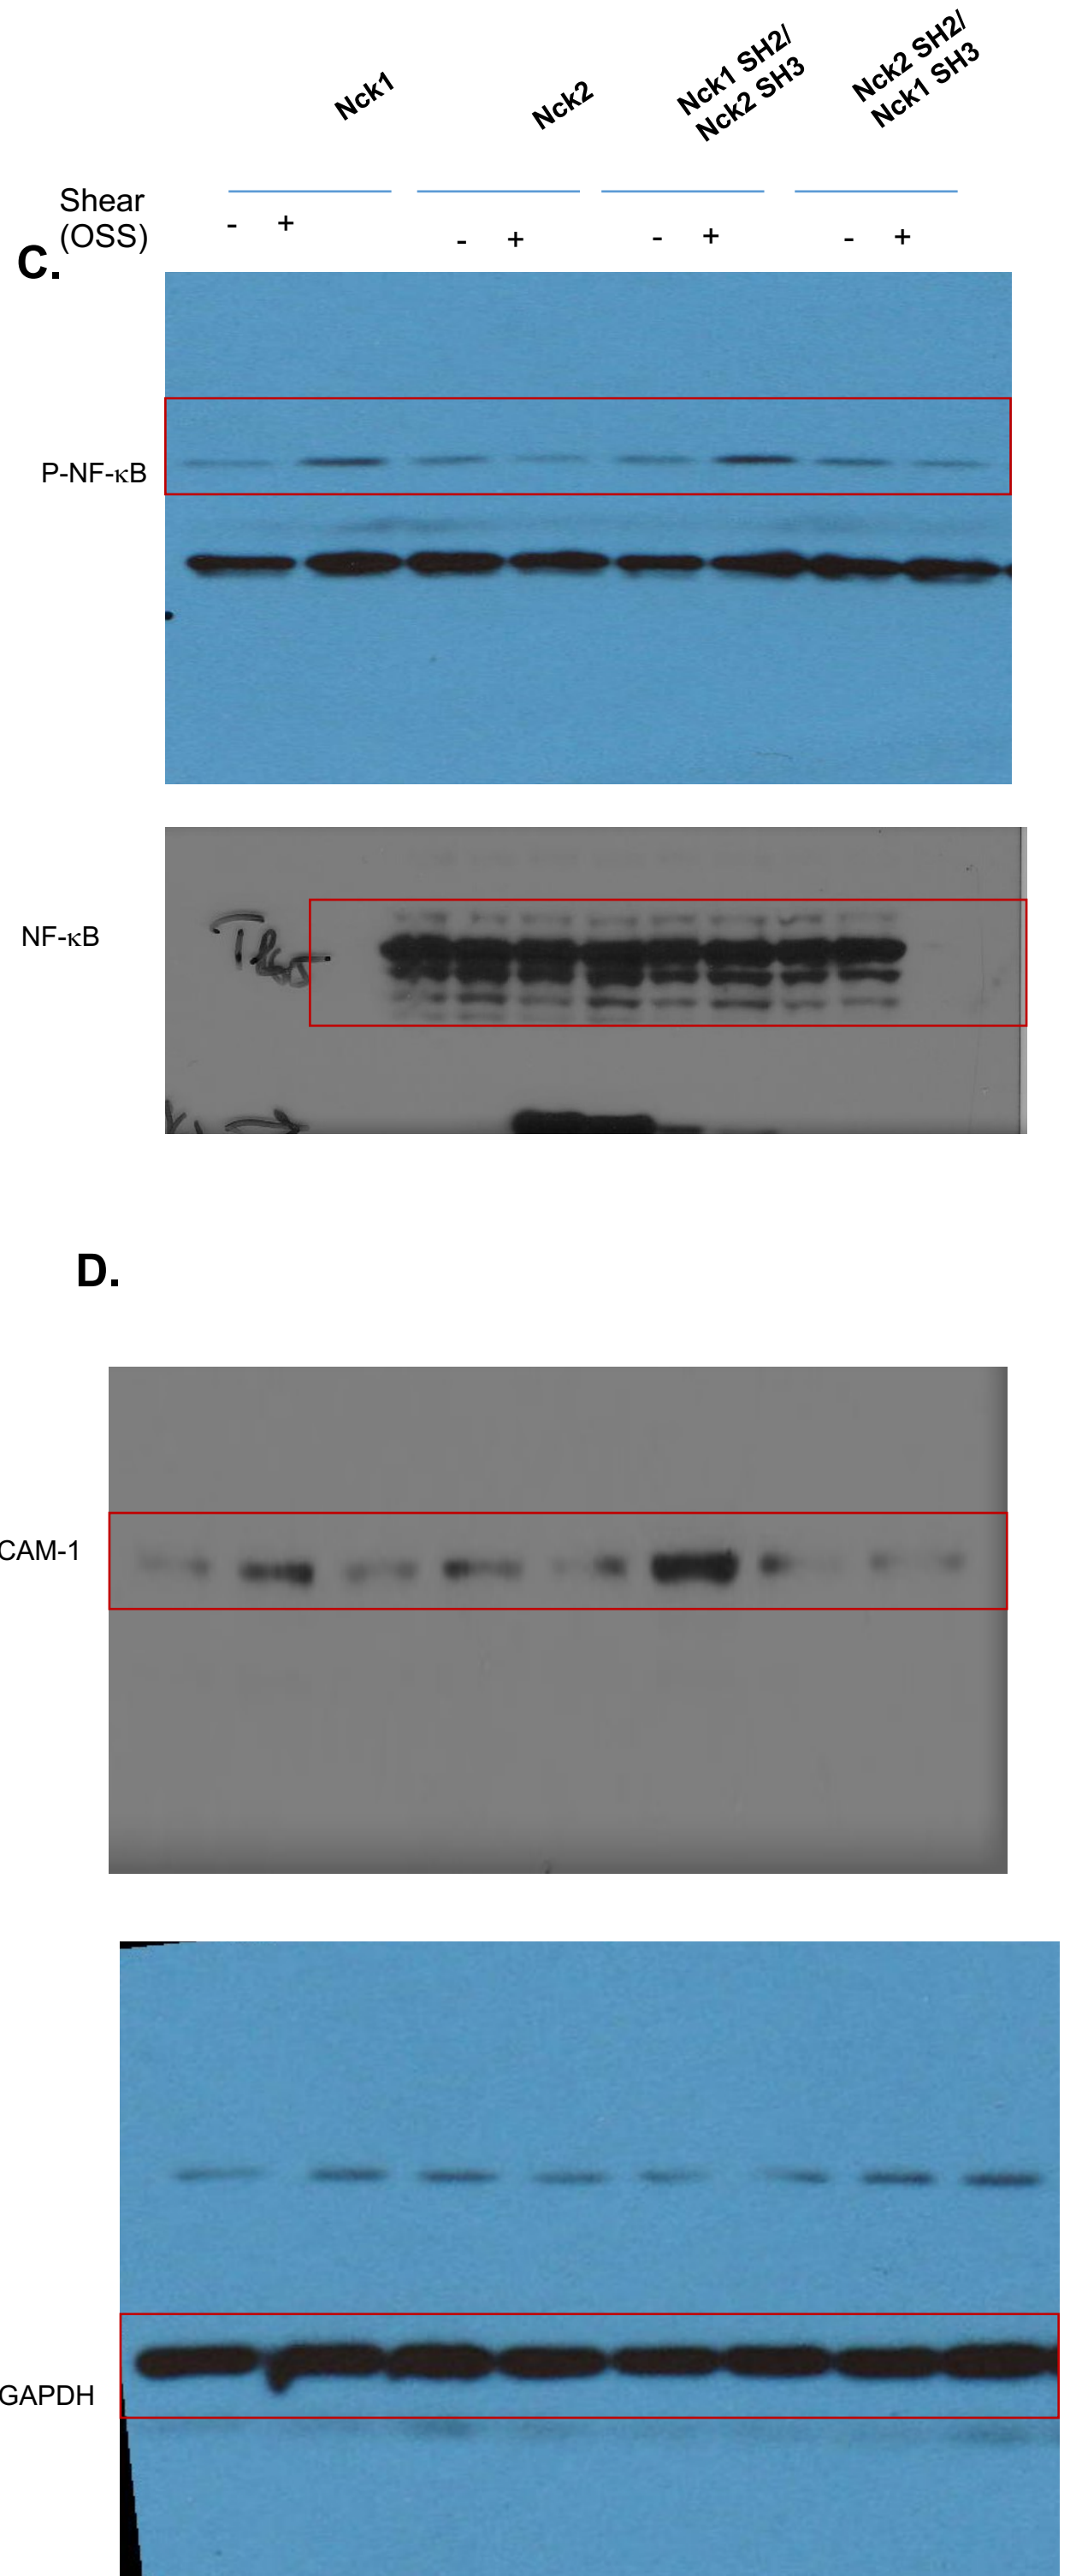 Nck1
Nck2
Nck1 SH2/
Nck2 SH3
Nck2 SH2/
Nck1 SH3
Shear
(OSS)
- + - + - + - +
C.
P-NF-κB
NF-κB
D.
CAM-1
GAPDH